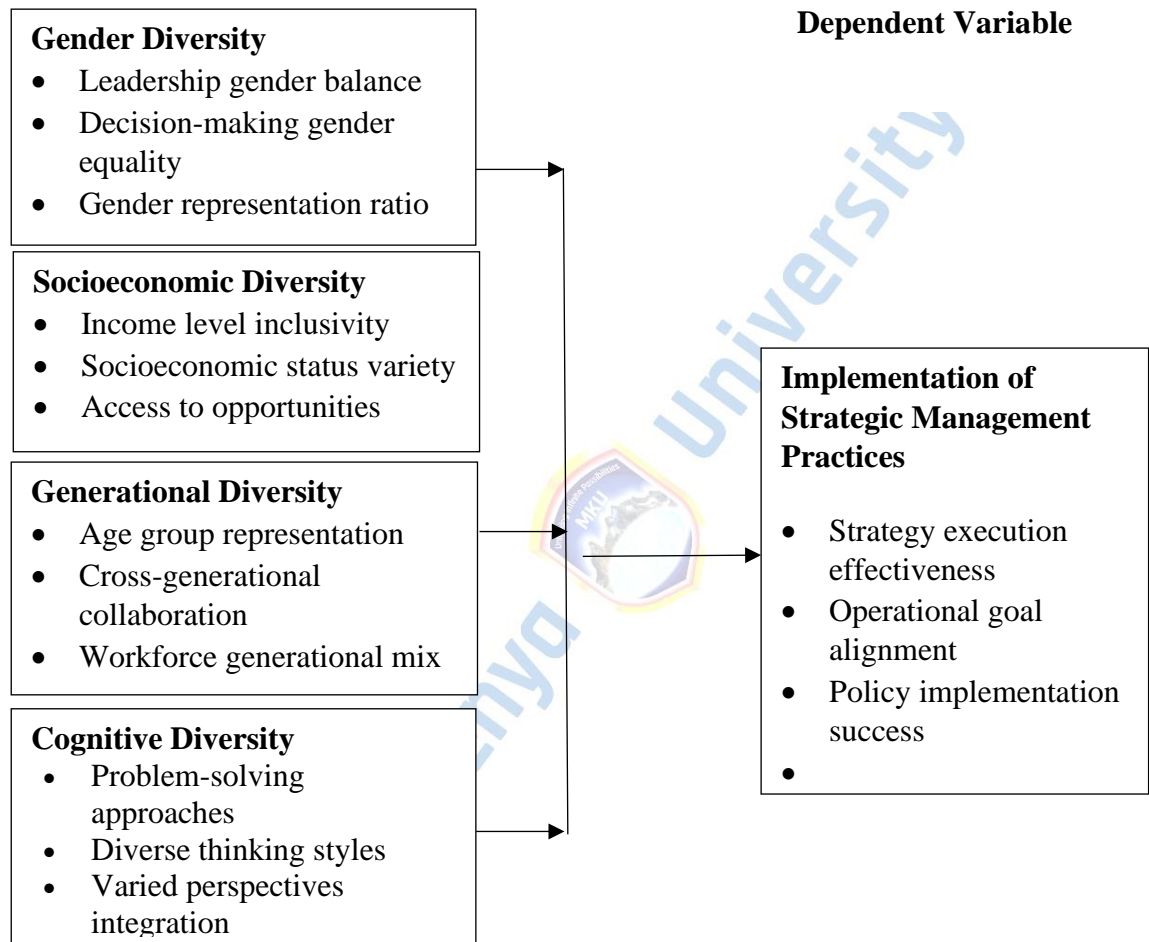 Dependent Variable
Gender Diversity
• Leadership gender balance
• Decision-making gender
equality
• Gender representation ratio
Socioeconomic Diversity
• Income level inclusivity
• Socioeconomic status variety
• Access to opportunities
Generational Diversity
• Age group representation
• Cross-generational
collaboration
• Workforce generational mix
Cognitive Diversity
• Problem-solving
approaches
• Diverse thinking styles
• Varied perspectives
integration
Implementation of
Strategic Management
Practices
• Strategy execution
effectiveness
• Operational goal
alignment
• Policy implementation
success
•
University
MKU